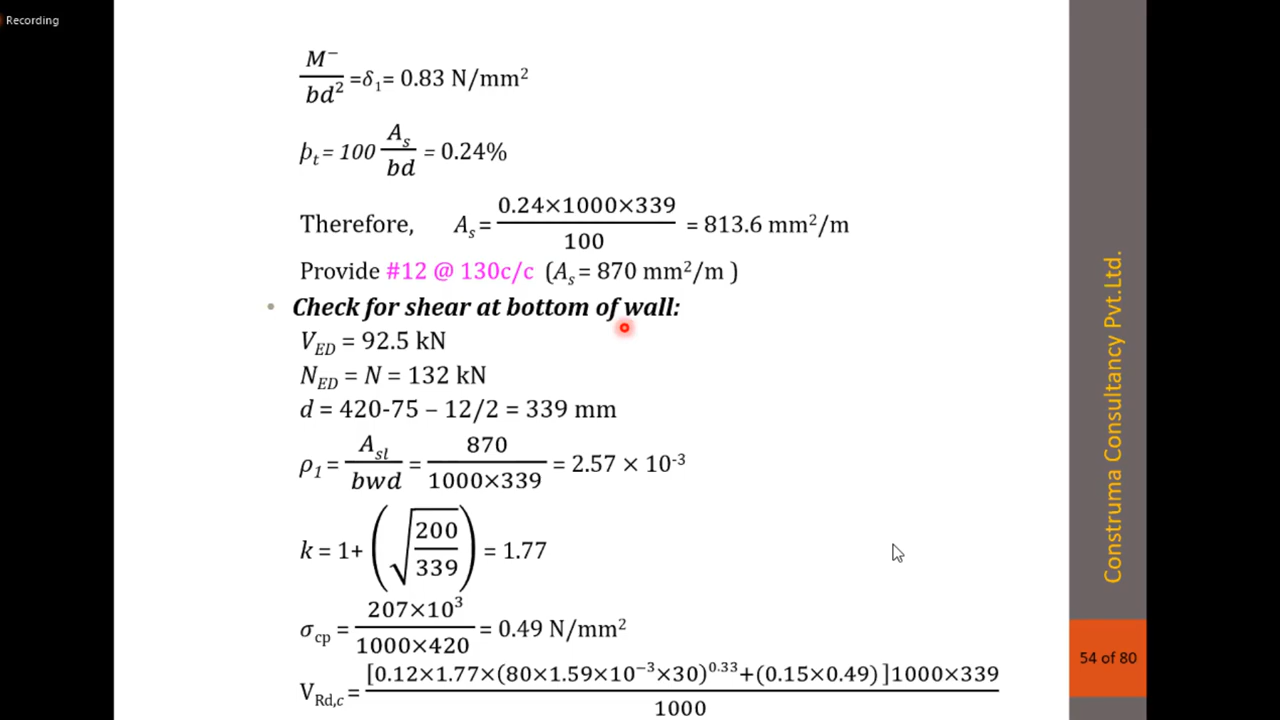 Recording
M⁻/bd² =δ₁= 0.83 N/mm²
þₜ= 100 Aₛ/bd = 0.24%
Therefore, Aₛ= 0.24×1000×339/100 = 813.6 mm²/m
Provide #12 @ 130c/c (Aₛ= 870 mm²/m )
• Check for shear at bottom of wall:
V_ED = 92.5 kN
N_ED = N = 132 kN
d = 420-75 – 12/2 = 339 mm
ρ₁= A_sl/bwd = 870/1000×339 = 2.57 × 10⁻³
k = 1+ (√(200/339)) = 1.77
σ_cp = 207×10³/1000×420 = 0.49 N/mm²
V_Rd,c = [0.12×1.77×(80×1.59×10⁻³×30)^0.33+(0.15×0.49) ]1000×339/1000
Construma Consultancy Pvt.Ltd.
54 of 80